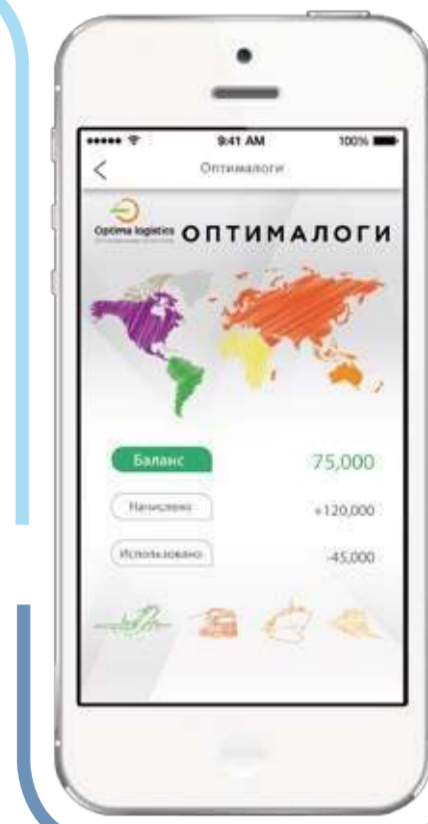 9:41 AM
100%
Оптималоги
Optima logistics
ОПТИМАЛОГИ
Баланс
75,000
Начислено
+120,000
Использовано
-45,000